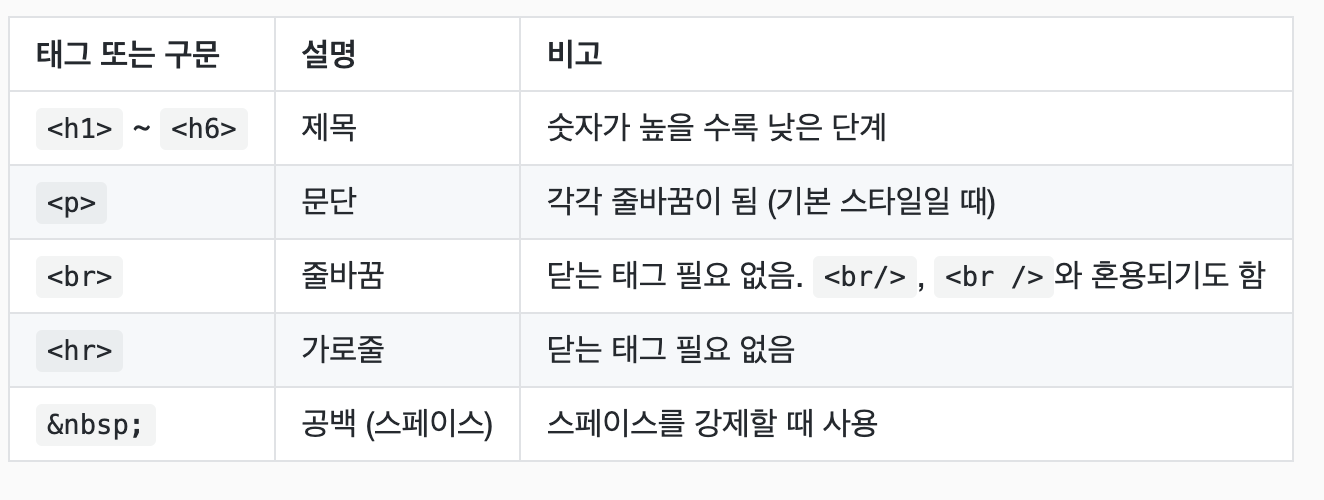 태그 또는 구문 설명 비고
<h1> ~ <h6> 제목 숫자가 높을 수록 낮은 단계
<p> 문단 각각 줄바꿈이 됨 (기본 스타일일 때)
<br> 줄바꿈 닫는 태그 필요 없음. <br/>, <br />와 혼용되기도 함
<hr> 가로줄 닫는 태그 필요 없음
&nbsp; 공백 (스페이스) 스페이스를 강제할 때 사용